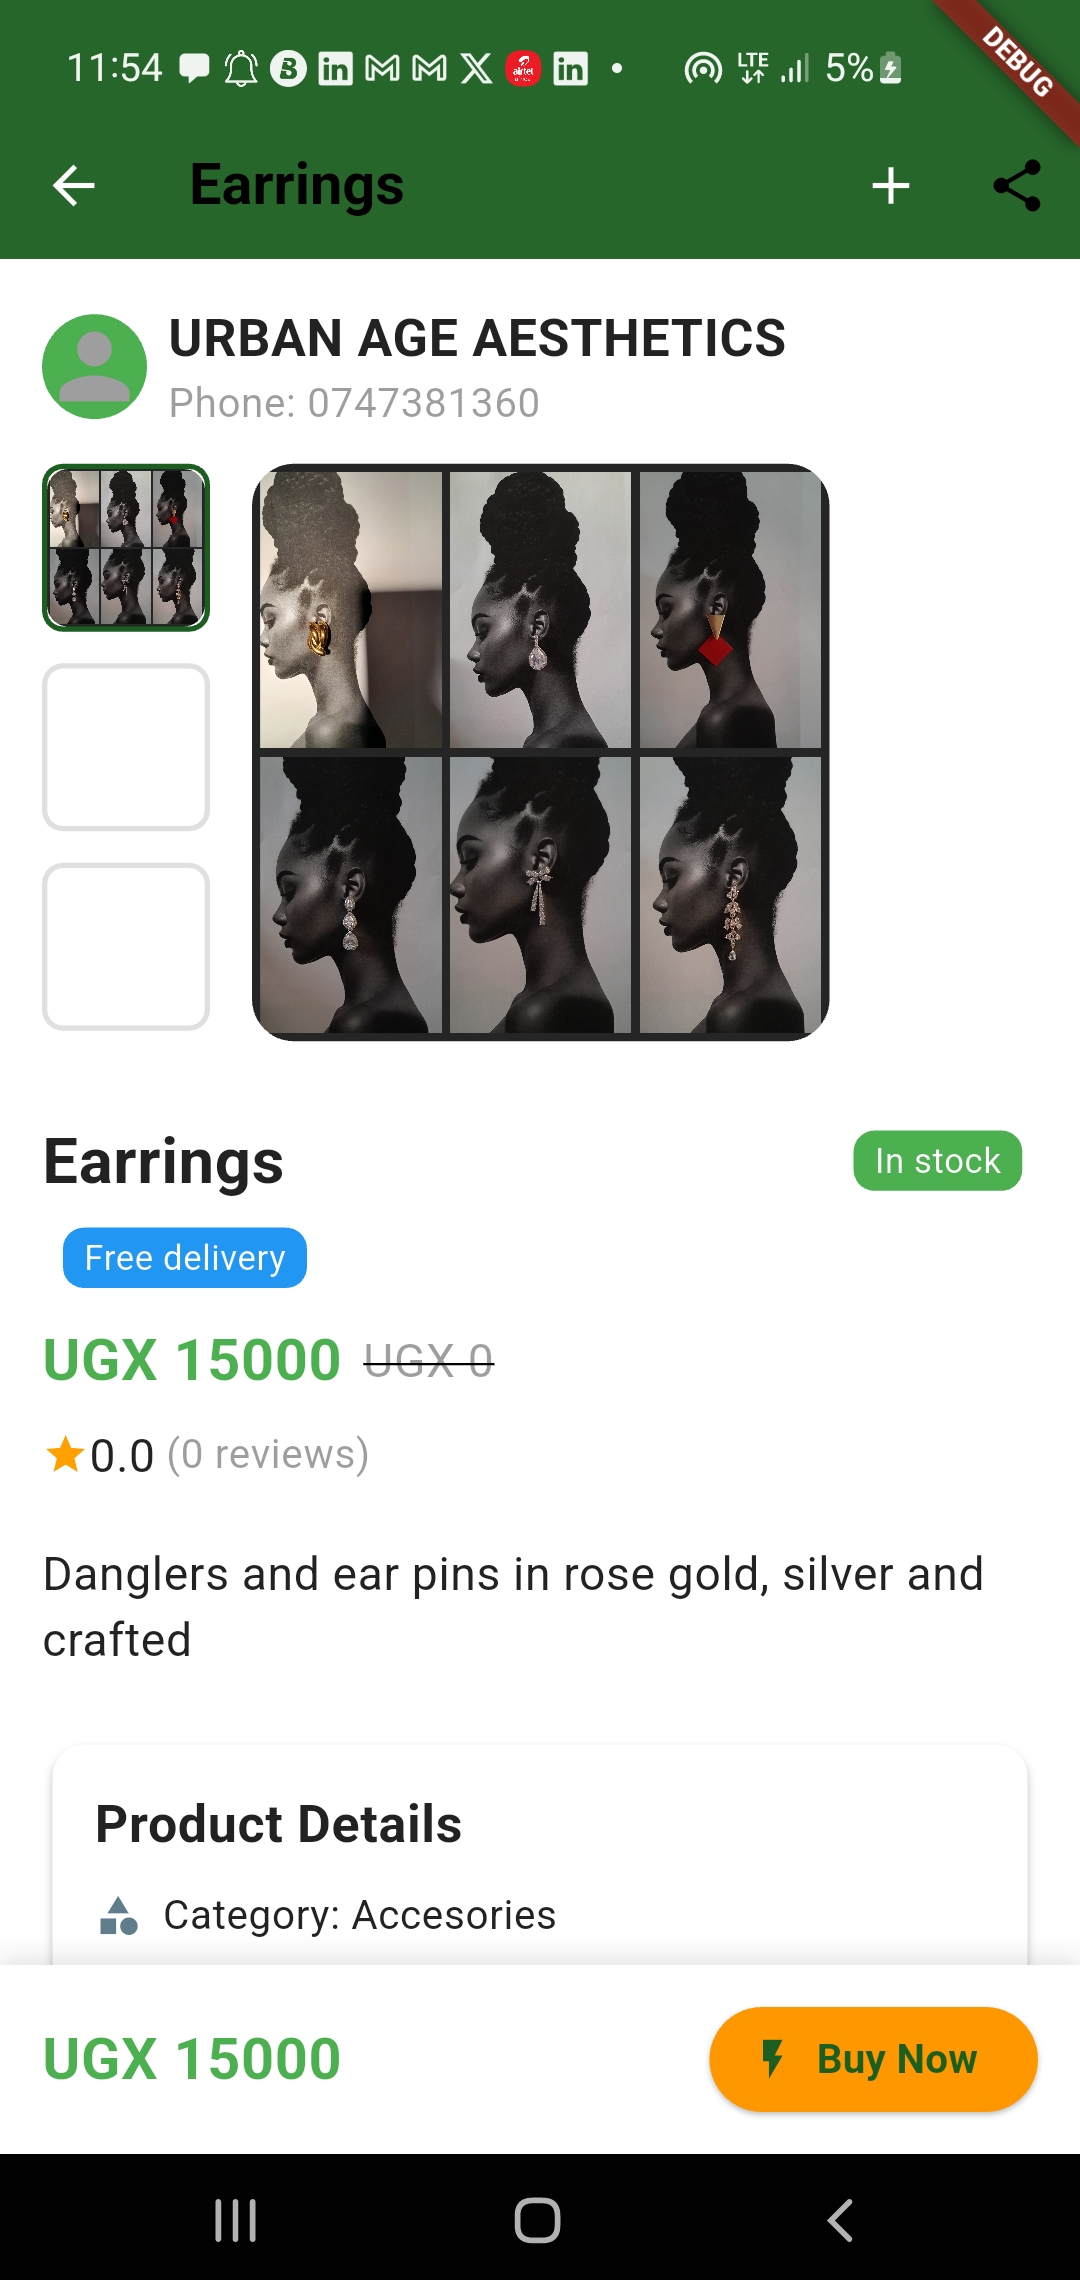 11:54
LTE
5%
DEBUG
Earrings
URBAN AGE AESTHETICS
Phone: 0747381360
Earrings
In stock
Free delivery
UGX 15000 UGX 0
0.0 (0 reviews)
Danglers and ear pins in rose gold, silver and
crafted
Product Details
Category: Accesories
UGX 15000
Buy Now